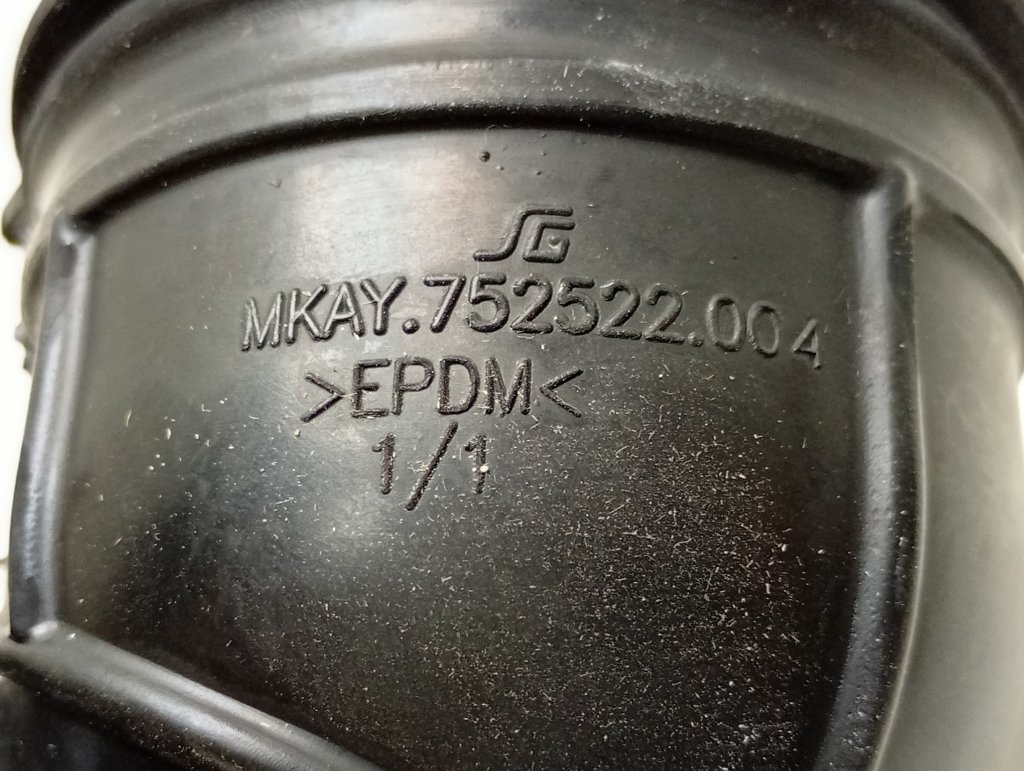 SG
MKAY.752522.004
>EPDM<
1/1